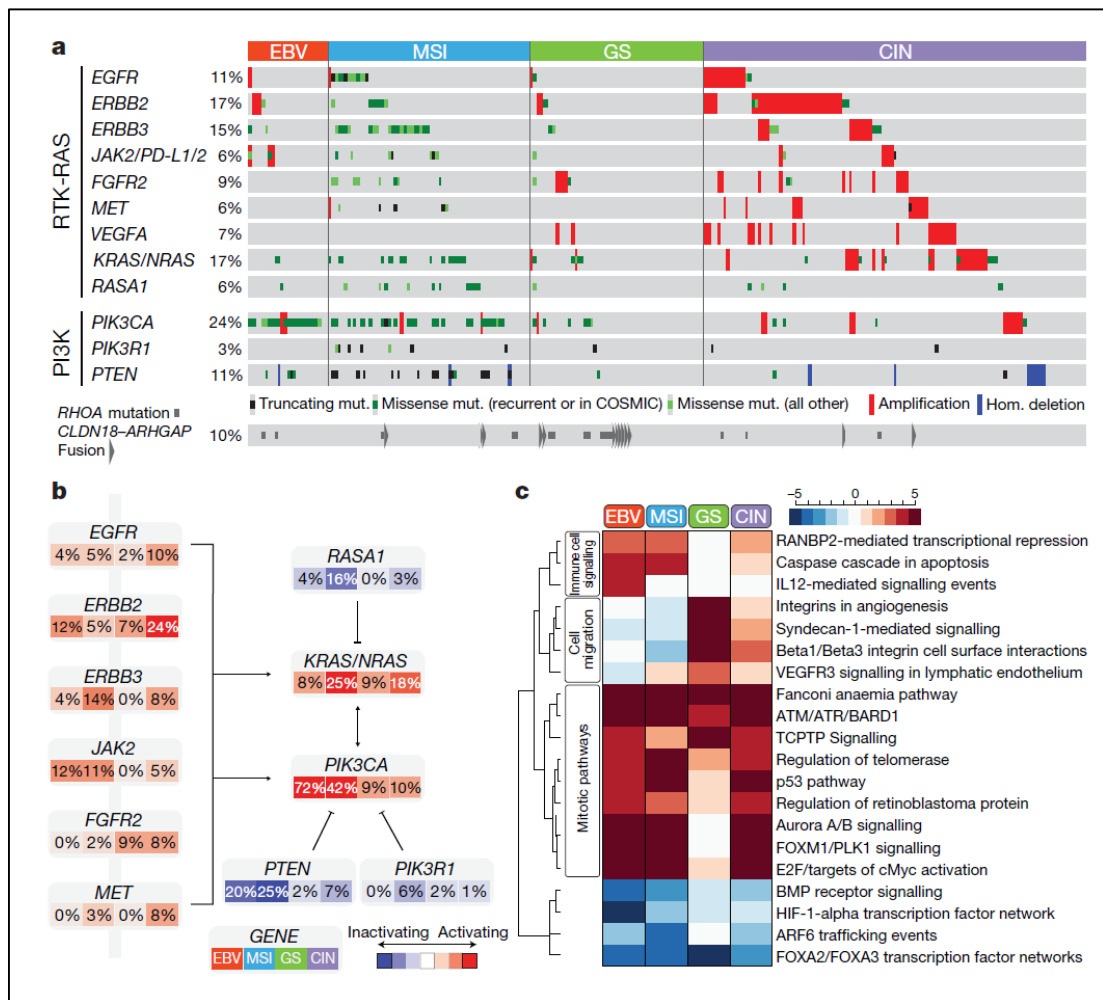 a
EBV MSI GS CIN
RTK-RAS
EGFR 11%
ERBB2 17%
ERBB3 15%
JAK2/PD-L1/2 6%
FGFR2 9%
MET 6%
VEGFA 7%
KRAS/NRAS 17%
RASA1 6%
PI3K
PIK3CA 24%
PIK3R1 3%
PTEN 11%
Truncating mut. Missense mut. (recurrent or in COSMIC) Missense mut. (all other) Amplification Hom. deletion
RHOA mutation
CLDN18–ARHGAP 10%
Fusion
b
EGFR
4% 5% 2% 10%
ERBB2
12% 5% 7% 24%
ERBB3
4% 14% 0% 8%
JAK2
12% 11% 0% 5%
FGFR2
0% 2% 9% 8%
MET
0% 3% 0% 8%
RASA1
4% 16% 0% 3%
KRAS/NRAS
8% 25% 9% 18%
PIK3CA
72% 42% 9% 10%
PTEN
20% 25% 2% 7%
PIK3R1
0% 6% 2% 1%
GENE
EBV MSI GS CIN
Inactivating Activating
c
–5 0 5
EBV MSI GS CIN
Immune cell
signalling
RANBP2-mediated transcriptional repression
Caspase cascade in apoptosis
IL12-mediated signalling events
Cell
migration
Integrins in angiogenesis
Syndecan-1-mediated signalling
Beta1/Beta3 integrin cell surface interactions
VEGFR3 signalling in lymphatic endothelium
Mitotic pathways
Fanconi anaemia pathway
ATM/ATR/BARD1
TCPTP Signalling
Regulation of telomerase
p53 pathway
Regulation of retinoblastoma protein
Aurora A/B signalling
FOXM1/PLK1 signalling
E2F/targets of cMyc activation
BMP receptor signalling
HIF-1-alpha transcription factor network
ARF6 trafficking events
FOXA2/FOXA3 transcription factor networks